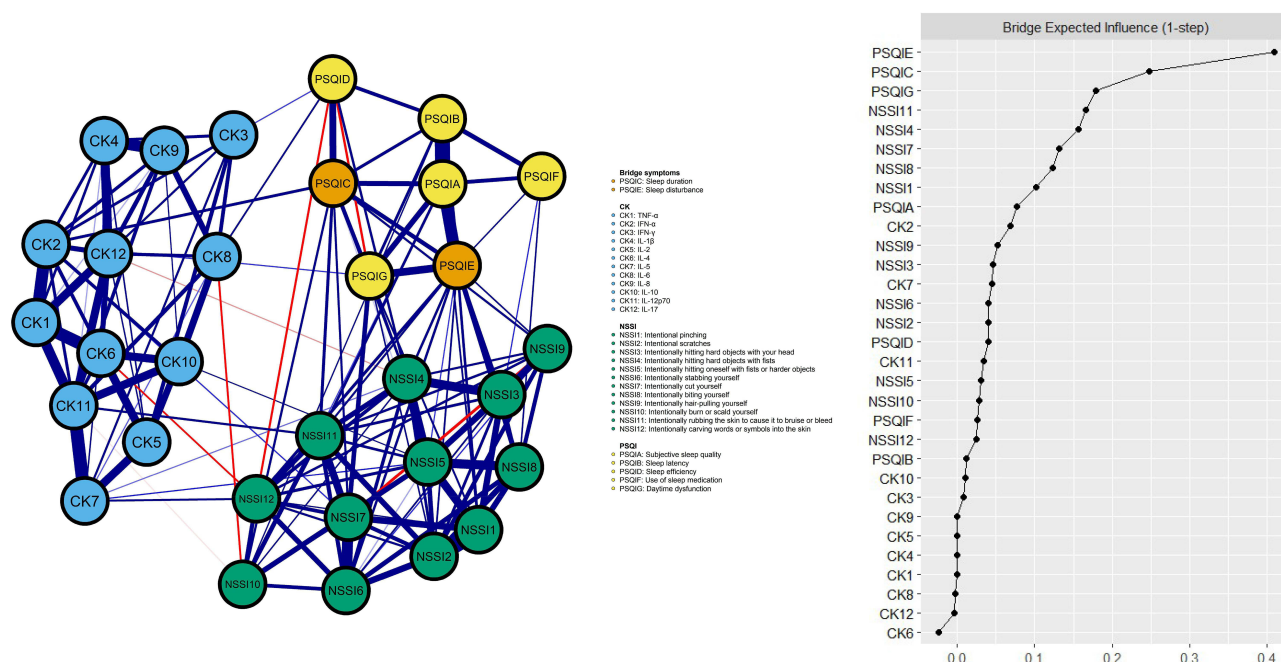 PSQID
PSQIB
CK4
CK9
CK3
PSQIC
PSQIA
PSQIF
CK2
CK12
CK8
PSQIG
PSQIE
CK1
CK6
CK10
NSSI9
NSSI4
NSSI3
CK11
CK5
NSSI11
NSSI5
NSSI8
CK7
NSSI12
NSSI7
NSSI1
NSSI2
NSSI10
NSSI6
Bridge symptoms
PSQIC: Sleep duration
PSQIE: Sleep disturbance
CK
CK1: TNF-α
CK2: IFN-α
CK3: IFN-γ
CK4: IL-1β
CK5: IL-2
CK6: IL-4
CK7: IL-5
CK8: IL-6
CK9: IL-8
CK10: IL-10
CK11: IL-12p70
CK12: IL-17
NSSI
NSSI1: Intentional pinching
NSSI2: Intentional scratches
NSSI3: Intentionally hitting hard objects with your head
NSSI4: Intentionally hitting hard objects with fists
NSSI5: Intentionally hitting oneself with fists or harder objects
NSSI6: Intentionally stabbing yourself
NSSI7: Intentionally cut yourself
NSSI8: Intentionally biting yourself
NSSI9: Intentionally hair-pulling yourself
NSSI10: Intentionally burn or scald yourself
NSSI11: Intentionally rubbing the skin to cause it to bruise or bleed
NSSI12: Intentionally carving words or symbols into the skin
PSQI
PSQIA: Subjective sleep quality
PSQIB: Sleep latency
PSQID: Sleep efficiency
PSQIF: Use of sleep medication
PSQIG: Daytime dysfunction
Bridge Expected Influence (1-step)
PSQIE
PSQIC
PSQIG
NSSI11
NSSI4
NSSI7
NSSI8
NSSI1
PSQIA
CK2
NSSI9
NSSI3
CK7
NSSI6
NSSI2
PSQID
CK11
NSSI5
NSSI10
PSQIF
NSSI12
PSQIB
CK10
CK3
CK9
CK5
CK4
CK1
CK8
CK12
CK6
0.0 0.1 0.2 0.3 0.4